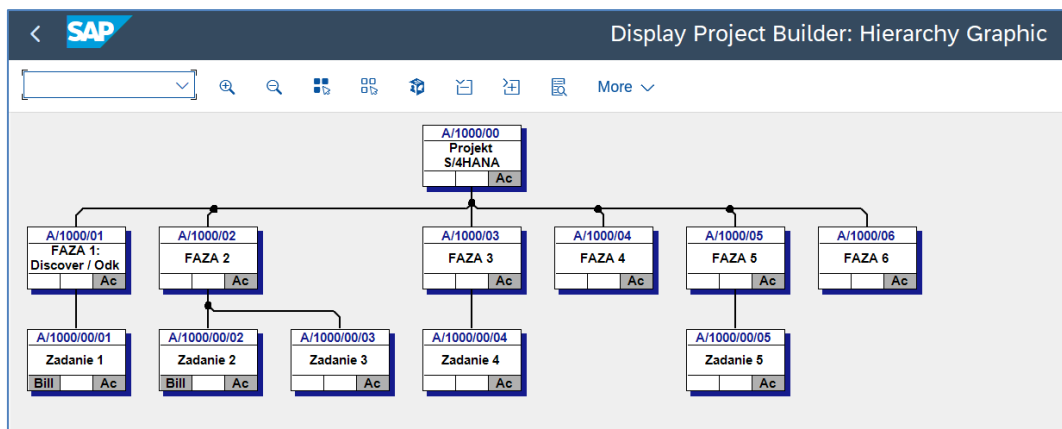 SAP
Display Project Builder: Hierarchy Graphic
More
A/1000/00
Projekt
S/4HANA
Ac
A/1000/01
FAZA 1:
Discover / Odk
Ac
A/1000/02
FAZA 2
Ac
A/1000/03
FAZA 3
Ac
A/1000/04
FAZA 4
Ac
A/1000/05
FAZA 5
Ac
A/1000/06
FAZA 6
Ac
A/1000/00/01
Zadanie 1
Bill Ac
A/1000/00/02
Zadanie 2
Bill Ac
A/1000/00/03
Zadanie 3
Ac
A/1000/00/04
Zadanie 4
Ac
A/1000/00/05
Zadanie 5
Ac